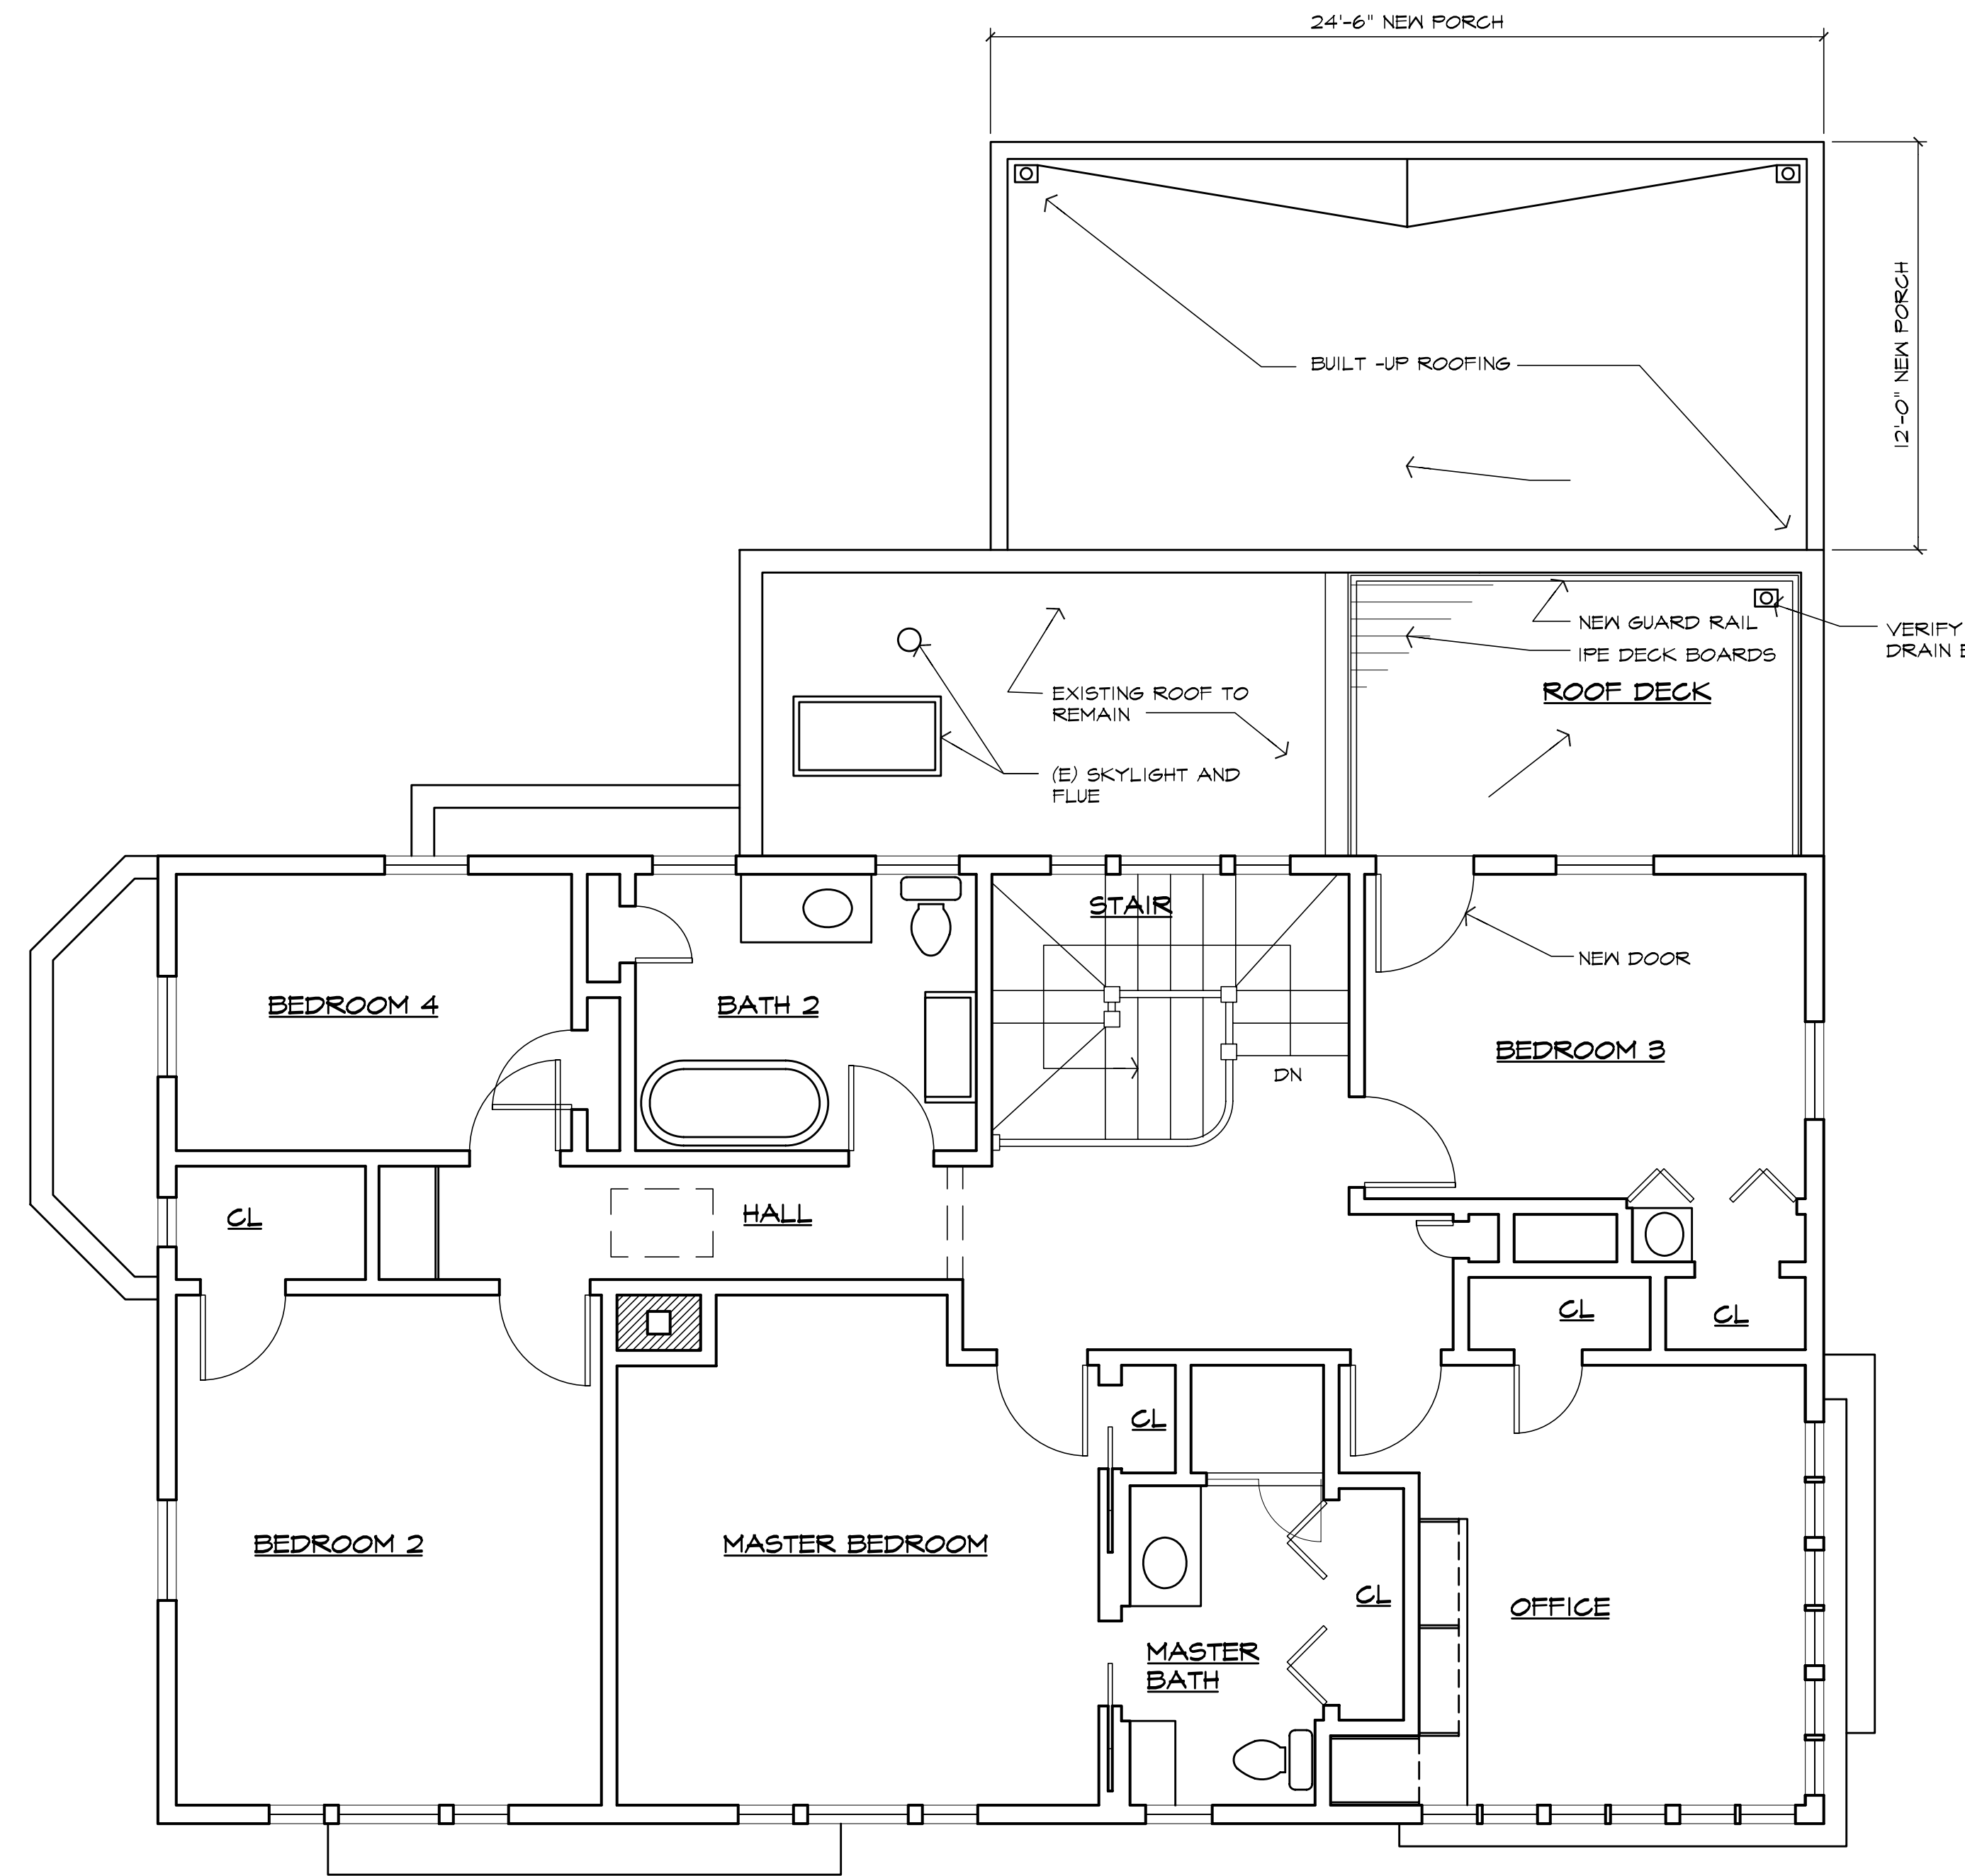 24'-6" NEW PORCH
12'-0" NEW PORCH
BUILT -UP ROOFING
NEW GUARD RAIL
IPE DECK BOARDS
VERIFY
DRAIN
ROOF DECK
EXISTING ROOF TO
REMAIN
(E) SKYLIGHT AND
FLUE
STAIR
NEW DOOR
BEDROOM 4
BATH 2
BEDROOM 3
DN
CL
HALL
CL
CL
CL
BEDROOM 2
MASTER BEDROOM
CL
OFFICE
MASTER
BATH